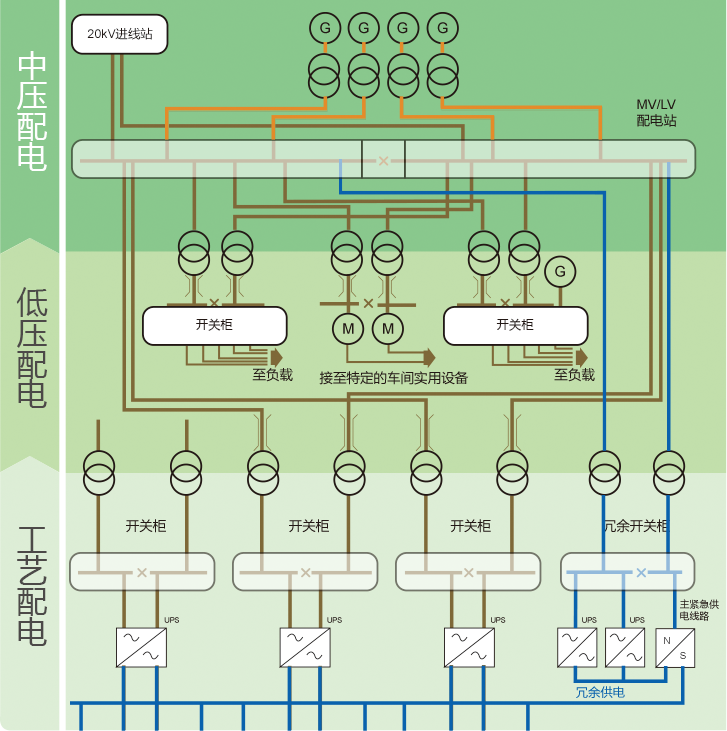 中压配电
20kV进线站
G G G G
MV/LV
配电站
低压配电
G
开关柜
M M
开关柜
至负载
接至特定的车间实用设备
至负载
工艺配电
开关柜
开关柜
开关柜
冗余开关柜
主紧急供
电线路
UPS
UPS
UPS
UPS
UPS
N
S
冗余供电